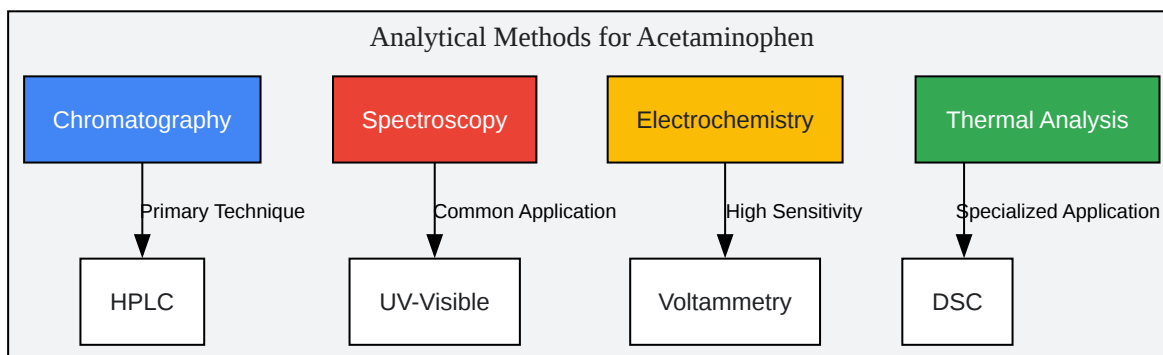 Analytical Methods for Acetaminophen
Chromatography
Spectroscopy
Electrochemistry
Thermal Analysis
Primary Technique
Common Application
High Sensitivity
Specialized Application
HPLC
UV-Visible
Voltammetry
DSC